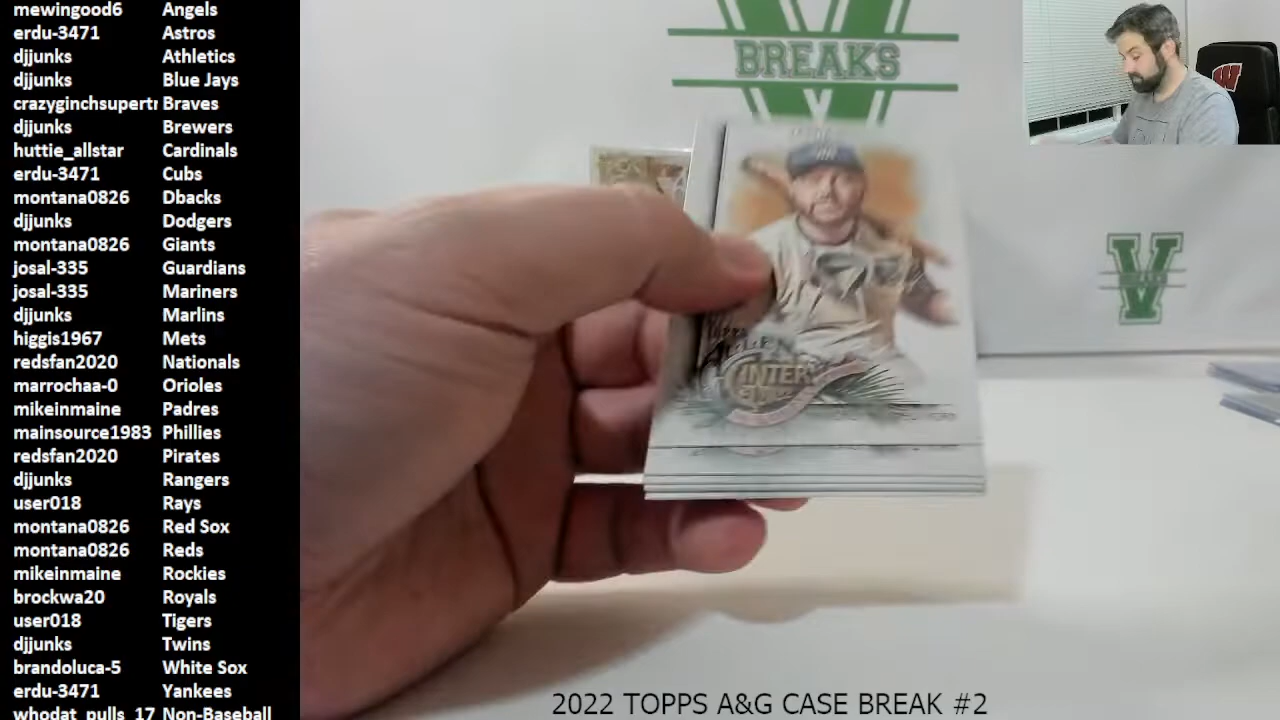 mewingood6 Angels
erdu-3471 Astros
djjunks Athletics
djjunks Blue Jays
crazyginchsupertr Braves
djjunks Brewers
huttie_allstar Cardinals
erdu-3471 Cubs
montana0826 Dbacks
djjunks Dodgers
montana0826 Giants
josal-335 Guardians
josal-335 Mariners
djjunks Marlins
higgis1967 Mets
redsfan2020 Nationals
marrochaa-0 Orioles
mikeinmaine Padres
mainsource1983 Phillies
redsfan2020 Pirates
djjunks Rangers
user018 Rays
montana0826 Red Sox
montana0826 Reds
mikeinmaine Rockies
brockwa20 Royals
user018 Tigers
djjunks Twins
brandoluca-5 White Sox
erdu-3471 Yankees
whodat_pulls_17 Non-Baseball
V
BREAKS
V
W
2022 TOPPS A&G CASE BREAK #2